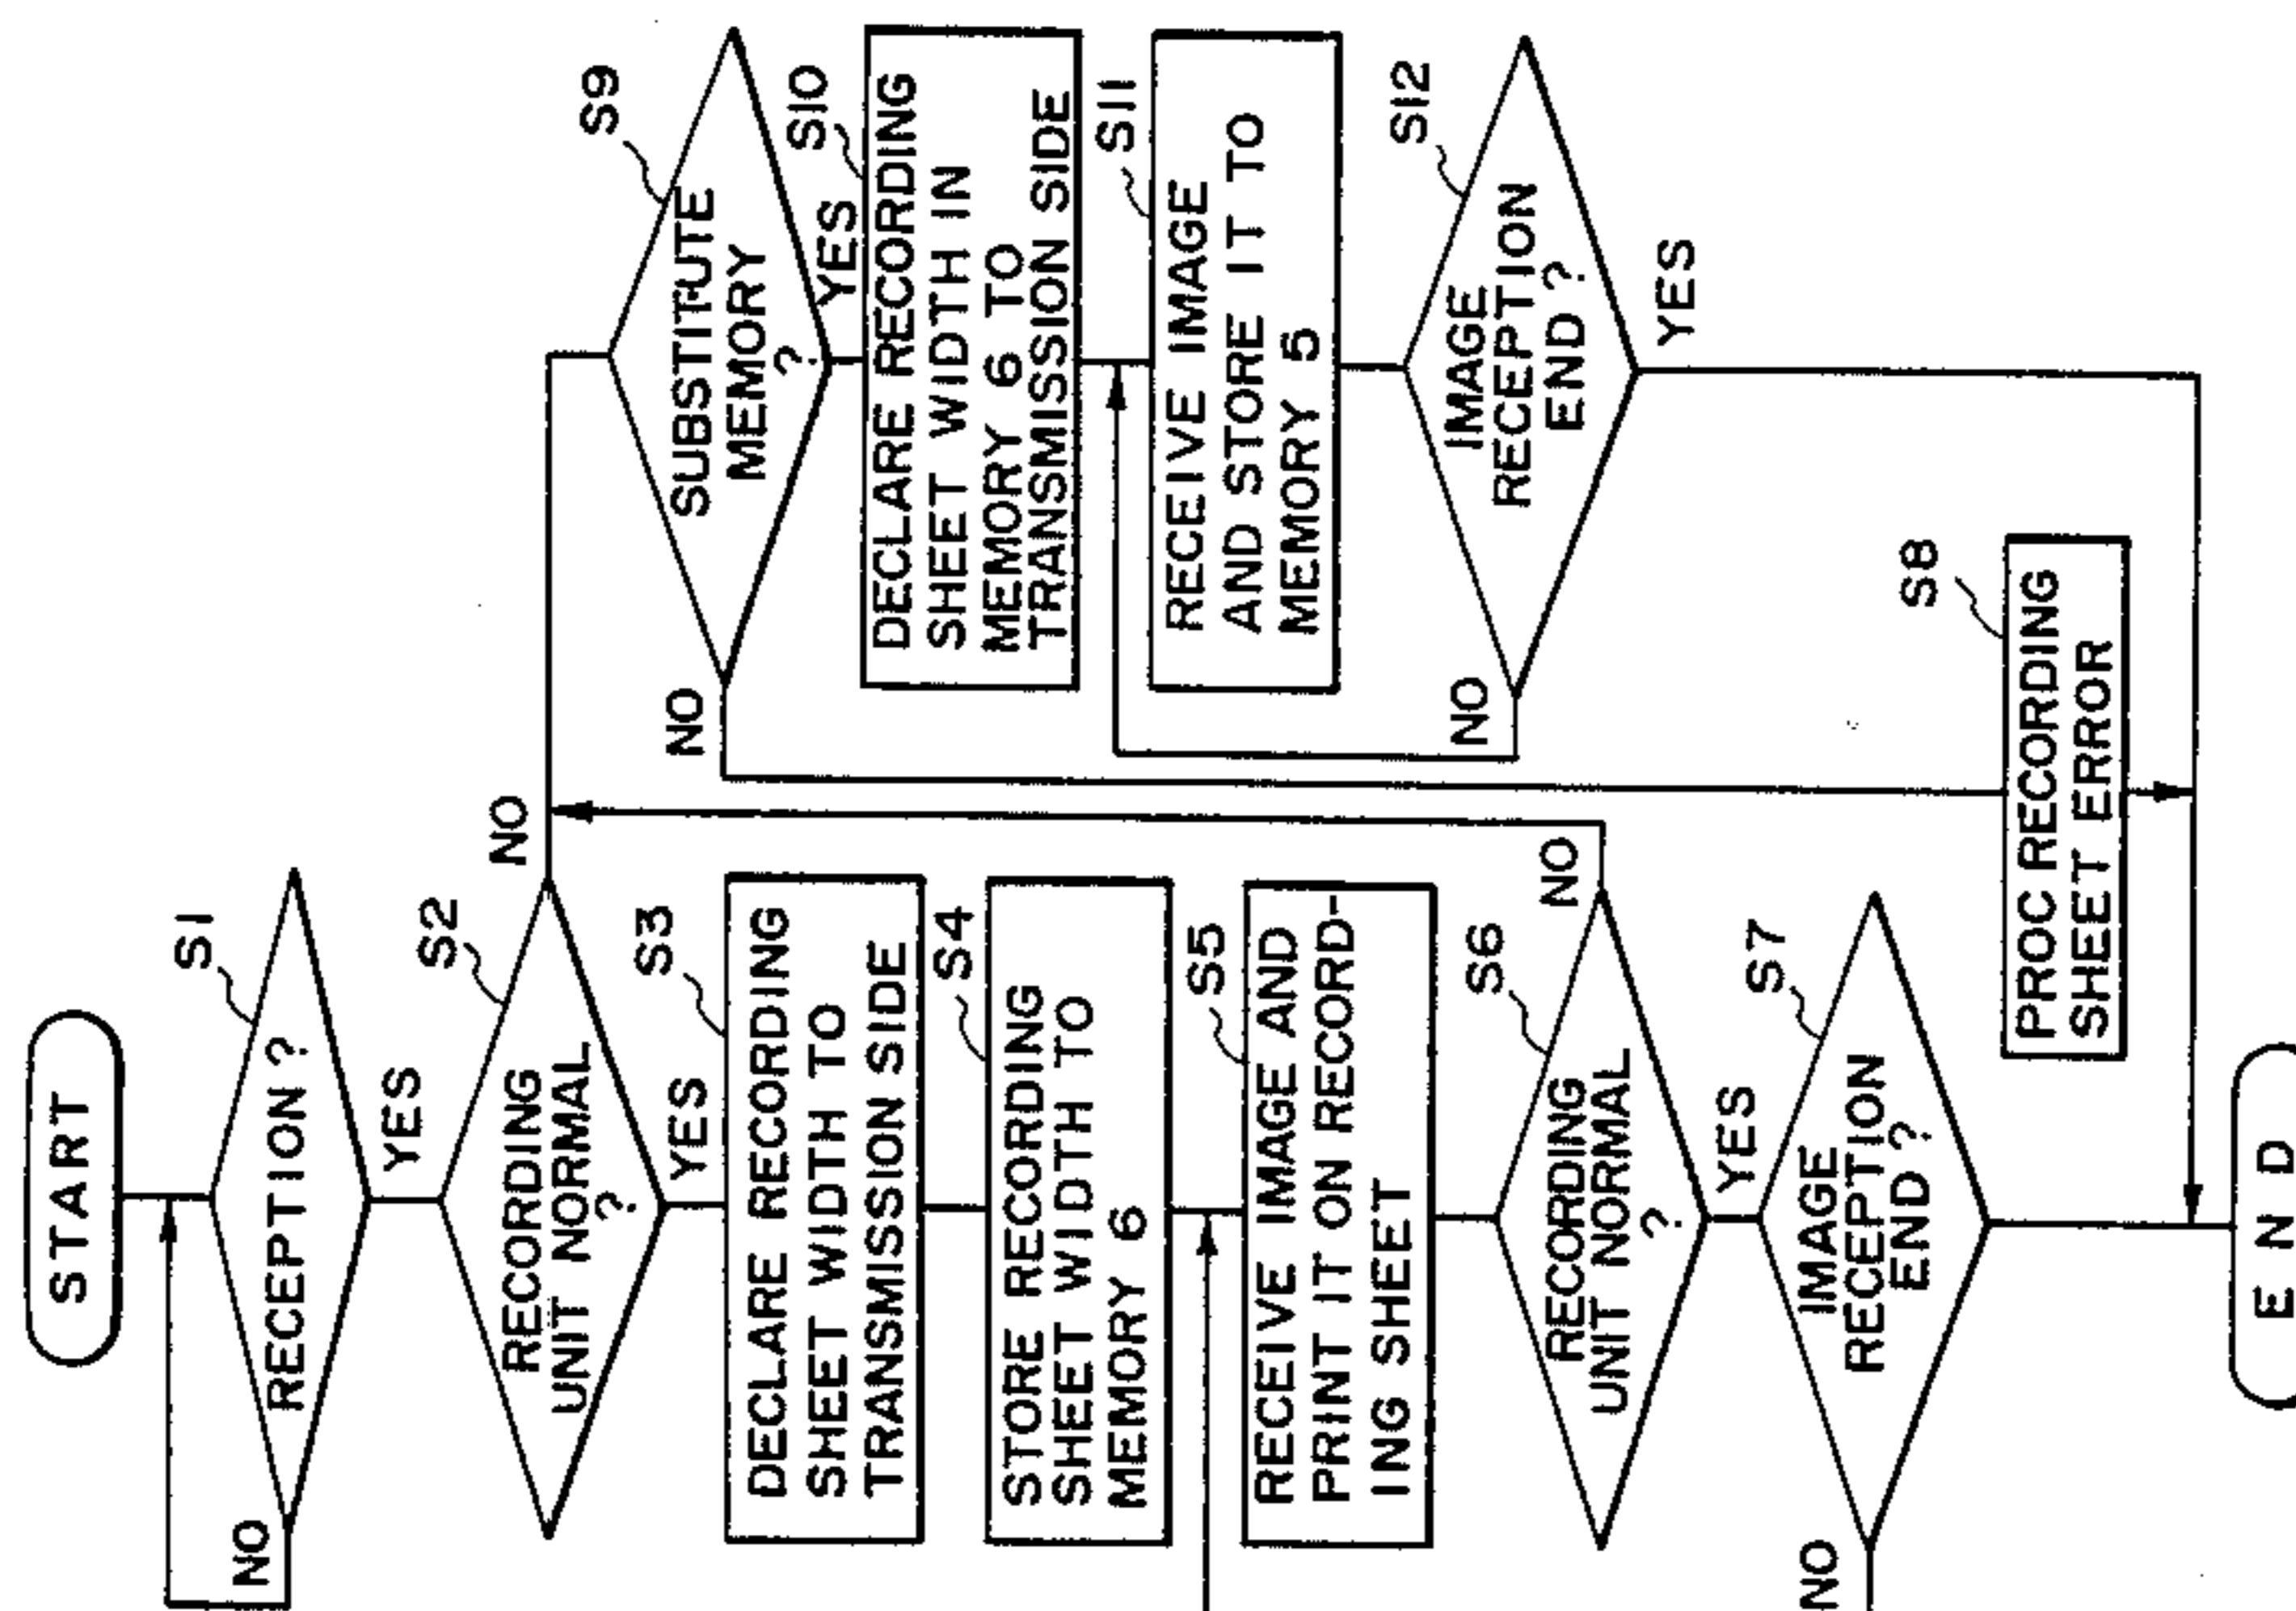 START
S1
RECEPTION ?
NO
YES
S2
RECORDING
UNIT NORMAL
?
NO
YES
S3
DECLARE RECORDING
SHEET WIDTH TO
TRANSMISSION SIDE
S4
STORE RECORDING
SHEET WIDTH TO
MEMORY 6
S5
RECEIVE IMAGE AND
PRINT IT ON RECORD-
ING SHEET
S6
RECORDING
UNIT NORMAL
?
NO
YES
S7
IMAGE
RECEPTION
END ?
NO
END
S9
SUBSTITUTE
MEMORY
?
NO
YES
S10
DECLARE RECORDING
SHEET WIDTH IN
MEMORY 6 TO
TRANSMISSION SIDE
S11
RECEIVE IMAGE
AND STORE IT TO
MEMORY 5
S12
IMAGE
RECEPTION
END ?
NO
YES
S8
PROC RECORDING
SHEET ERROR